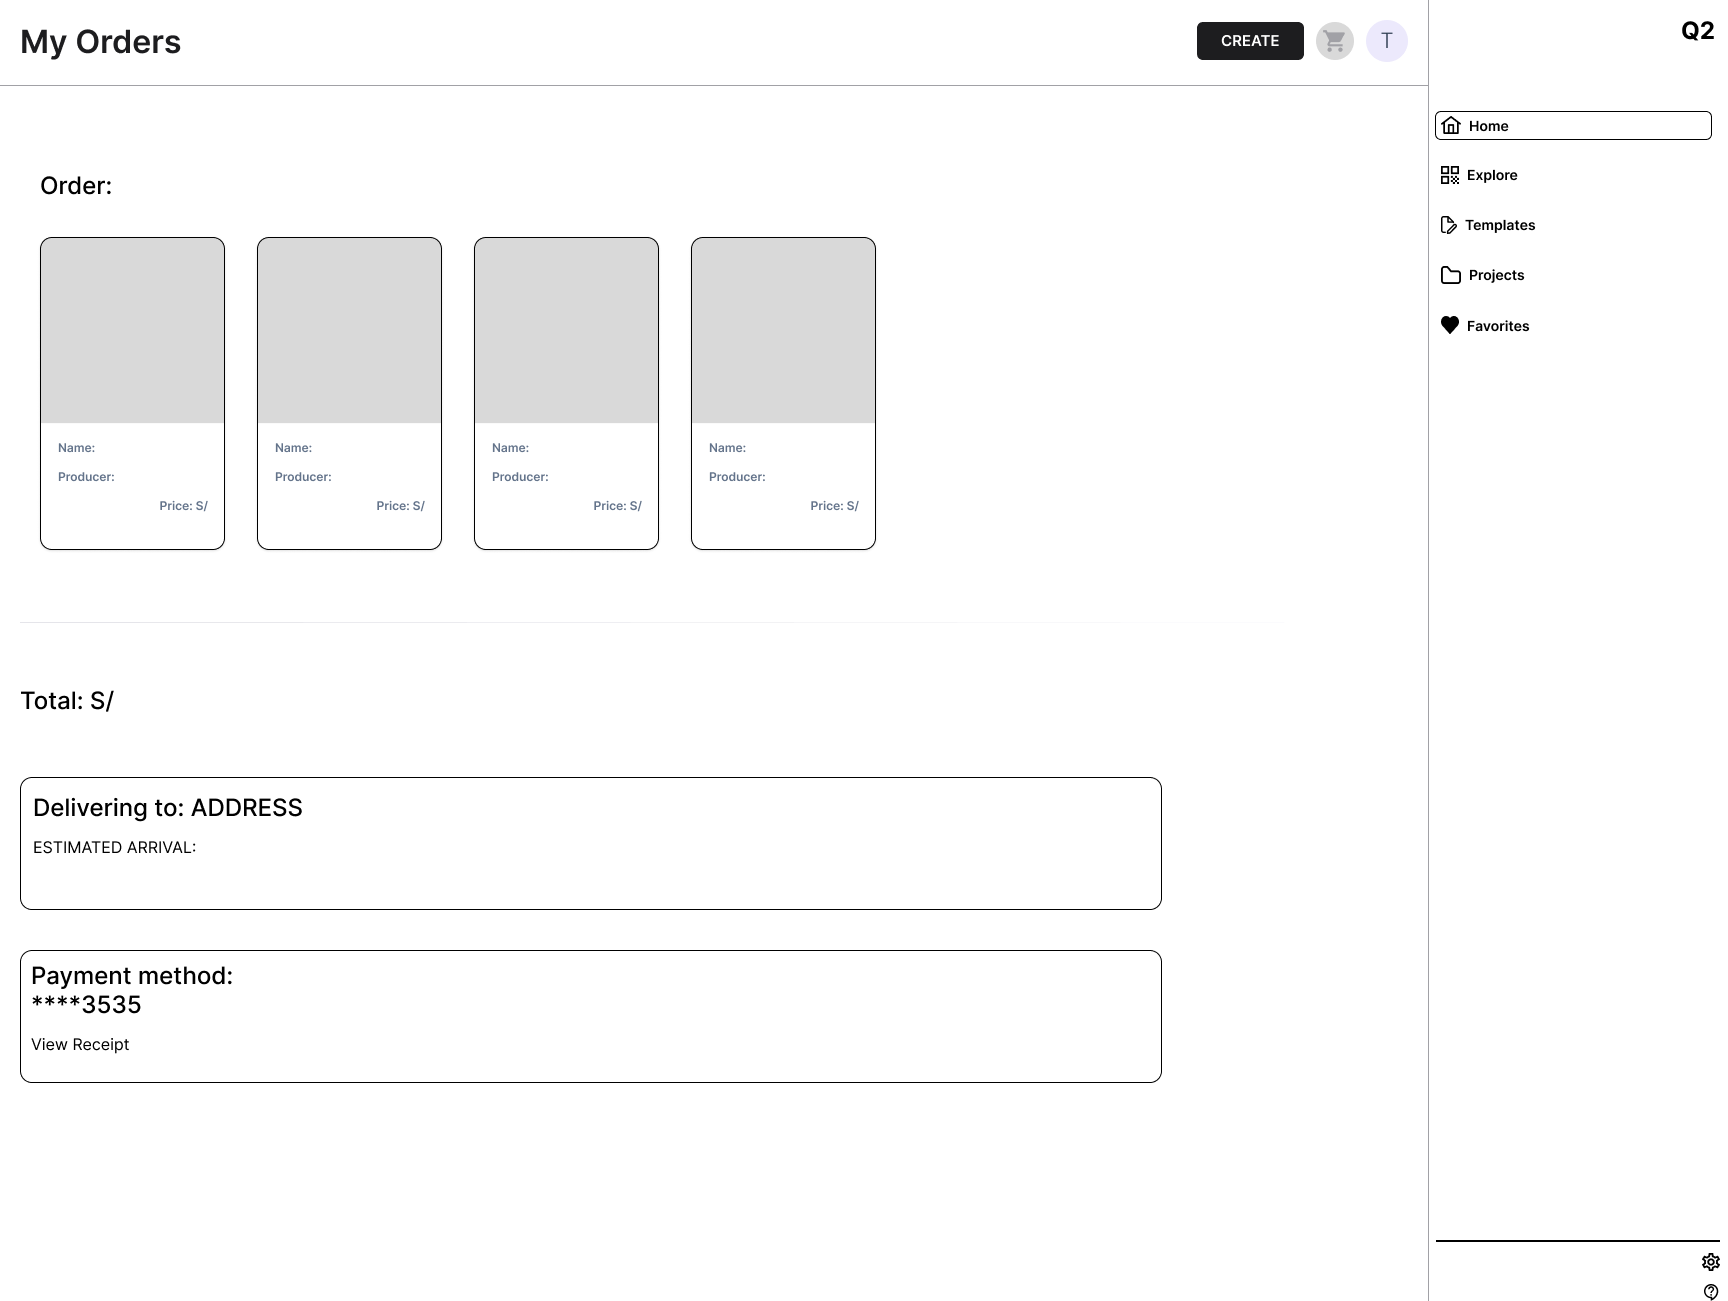 My Orders
CREATE
T
Q2
Home
Explore
Templates
Projects
Favorites
Order:
Name:
Producer:
Price: S/
Name:
Producer:
Price: S/
Name:
Producer:
Price: S/
Name:
Producer:
Price: S/
Total: S/
Delivering to: ADDRESS
ESTIMATED ARRIVAL:
Payment method:
****3535
View Receipt